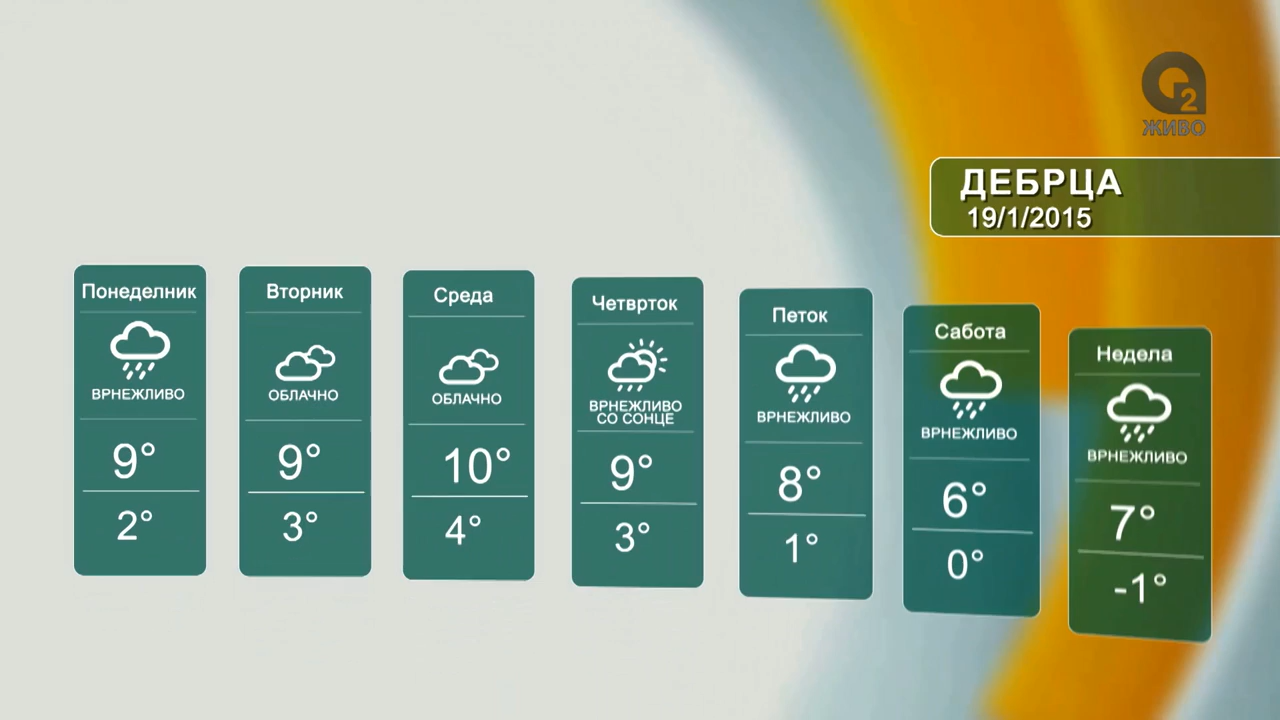 2
ЖИВО
ДЕБРЦА
19/1/2015
Понеделник
ВРНЕЖЛИВО
9°
2°
Вторник
ОБЛАЧНО
9°
3°
Среда
ОБЛАЧНО
10°
4°
Четврток
ВРНЕЖЛИВО
СО СОНЦЕ
9°
3°
Петок
ВРНЕЖЛИВО
8°
1°
Сабота
ВРНЕЖЛИВО
6°
0°
Недела
ВРНЕЖЛИВО
7°
-1°